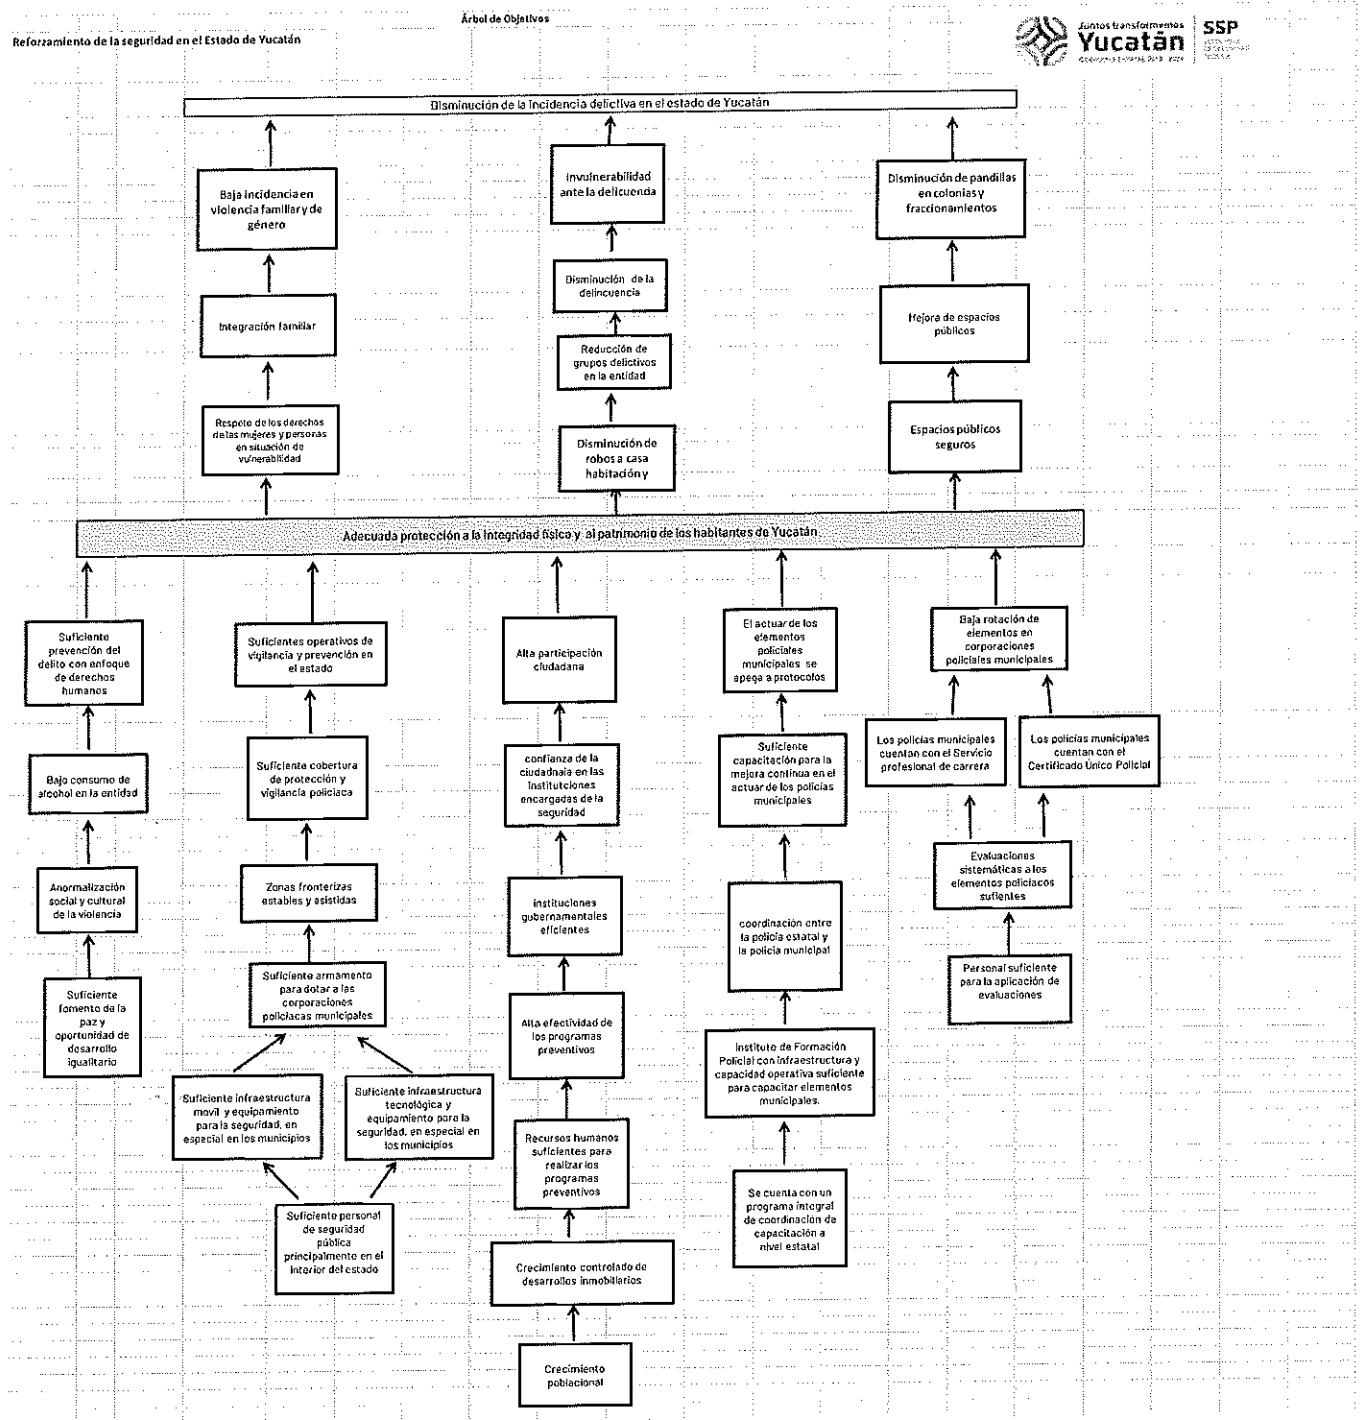 Árbol de Objetivos
Reforzamiento de la seguridad en el Estado de Yucatán
Juntos transformemos
Yucatán
SSP
Disminución de la incidencia delictiva en el estado de Yucatán
Baja incidencia en
violencia familiar y de
género
Invulnerabilidad
ante la delicuencia
Disminución de pandillas
en colonias y
fraccionamientos
Integración familiar
Disminución de la
delincuencia
Mejora de espacios
públicos
Reducción de
grupos delictivos
en la entidad
Respeto de los derechos
de las mujeres y personas
en situación de
vulnerabilidad
Disminución de
robos a casa
habitación y
Espacios públicos
seguros
Adecuada protección a la integridad física y al patrimonio de los habitantes de Yucatán
Suficiente
prevención del
delito con enfoque
de derechos
humanos
Suficientes operativos de
vigilancia y prevención en
el estado
Alta participación
ciudadana
El actuar de los
elementos
policiales
municipales se
apega a protocolos
Baja rotación de
elementos en
corporaciones
policiales municipales
Bajo consumo de
alcohol en la entidad
Suficiente cobertura
de protección y
vigilancia policiaca
confianza de la
ciudadnaia en las
instituciones
encargadas de la
seguridad
Suficiente
capacitación para la
mejora continua en el
actuar de los policías
municipales
Los policías municipales
cuentan con el Servicio
profesional de carrera
Los policías municipales
cuentan con el
Certificado Único Policial
Anormalización
social y cultural
de la violencia
Zonas fronterizas
estables y asistidas
instituciones
gubernamentales
eficientes
coordinación entre
la policía estatal y
la policía municipal
Evaluaciones
sistemáticas a los
elementos policiacos
sufientes
Suficiente
fomento de la
paz y
oportunidad de
desarrollo
igualitario
Suficiente armamento
para dotar a las
corporaciones
policiacas municipales
Alta efectividad de
los programas
preventivos
Instituto de Formación
Policial con infraestructura y
capacidad operativa suficiente
para capacitar elementos
municipales.
Personal suficiente
para la aplicación de
evaluaciones
Suficiente infraestructura
movil y equipamiento
para la seguridad, en
especial en los municipios
Suficiente infraestructura
tecnológica y
equipamiento para la
seguridad, en especial en
los municipios
Recursos humanos
suficientes para
realizar los
programas
preventivos
Se cuenta con un
programa integral
de coordinación de
capacitación a
nivel estatal
Suficiente personal
de seguridad
pública
principalmente en el
interior del estado
Crecimiento controlado de
desarrollos inmobiliarios
Crecimiento
poblacional